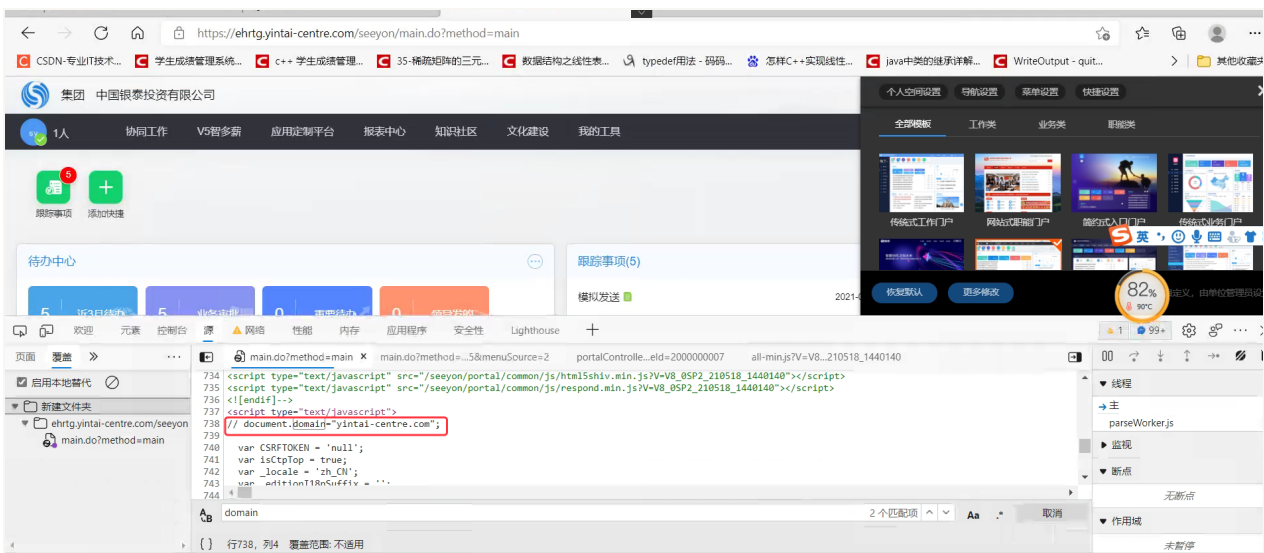 https://ehrtg.yintai-centre.com/seeyon/main.do?method=main
CSDN-专业IT技术... 学生成绩管理系统... c++ 学生成绩管理... 35-稀疏矩阵的三元... 数据结构之线性表... typedef用法 - 码码... 怎样C++实现线性... java中类的继承详解... WriteOutput - quit... 其他收藏夹
集团 中国银泰投资有限公司
个人空间设置 导航设置 菜单设置 快捷设置
sy 1人 协同工作 V5智多薪 应用定制平台 报表中心 知识社区 文化建设 我的工具
全部模板 工作类 业务类 职能类
5
跟踪事项 添加快捷
传统式工作门户 网站式职能门户 简约式入口门户 传统式业务门户
英
待办中心 跟踪事项(5)
模拟发送 2021-0
恢复默认 更多修改 定义，由单位管理员设
82%
90°C
5 近3月待办 5 业务审批 0 重要待办 0 领导发的
欢迎 元素 控制台 源 网络 性能 内存 应用程序 安全性 Lighthouse 1 99+
页面 覆盖 main.do?method=main × main.do?method=...5&menuSource=2 portalControlle...eld=2000000007 all-min.js?V=V8...210518_1440140
启用本地替代
新建文件夹
ehrtg.yintai-centre.com/seeyon
main.do?method=main
734 <script type="text/javascript" src="/seeyon/portal/common/js/html5shiv.min.js?V=V8_0SP2_210518_1440140"></script>
735 <script type="text/javascript" src="/seeyon/portal/common/js/respond.min.js?V=V8_0SP2_210518_1440140"></script>
736 <![endif]-->
737 <script type="text/javascript">
738 // document.domain="yintai-centre.com";
739
740 var CSRFTOKEN = 'null';
741 var isCtpTop = true;
742 var _locale = 'zh_CN';
743 var _editionI18nSuffix = '';
744
线程
主
parseWorker.js
监视
断点
无断点
作用域
未暂停
domain 2 个匹配项 Aa .* 取消
{ } 行738，列4 覆盖范围: 不适用